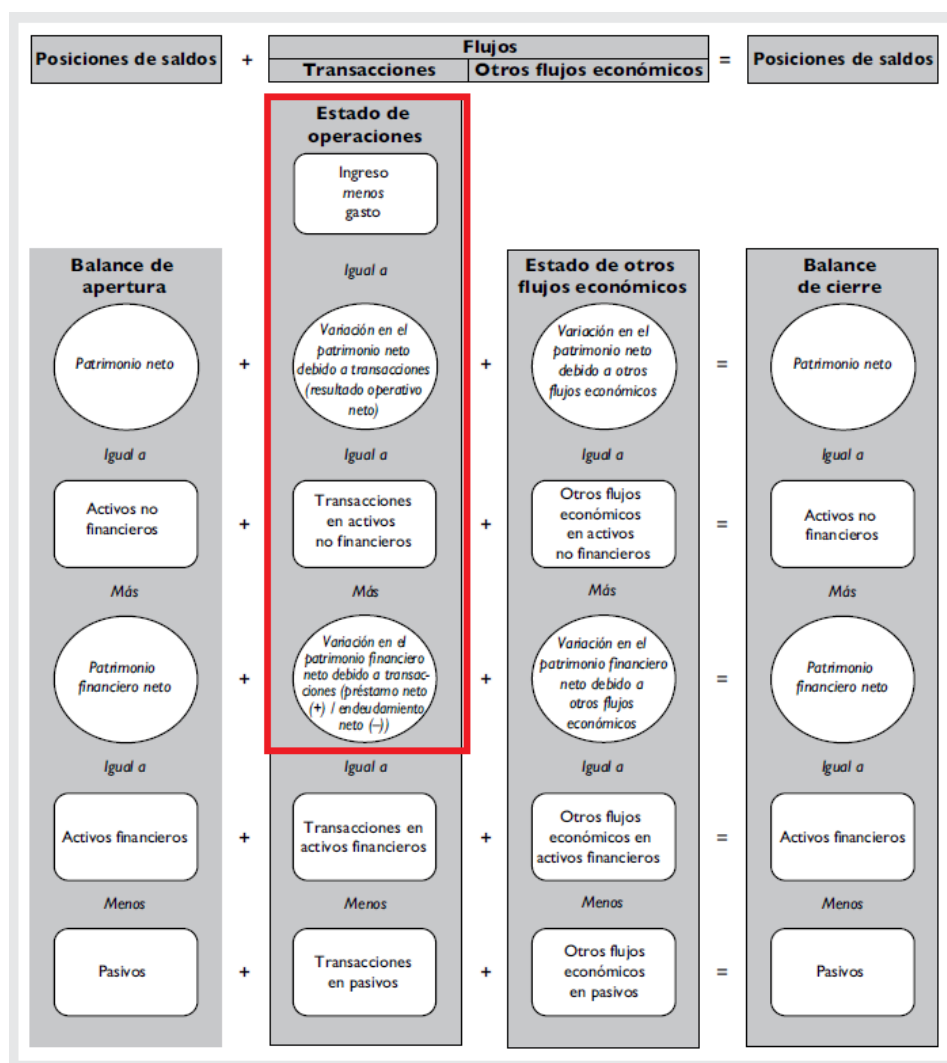 Posiciones de saldos
+
Flujos
Transacciones
Otros flujos económicos
=
Posiciones de saldos
Estado de
operaciones
Ingreso
menos
gasto
Igual a
Balance de
apertura
Estado de otros
flujos económicos
Balance
de cierre
Patrimonio neto
+
Variación en el
patrimonio neto
debido a transacciones
(resultado operativo
neto)
+
Variación en el
patrimonio neto
debido a otros
flujos económicos
=
Patrimonio neto
Igual a
Igual a
Igual a
Igual a
Activos no
financieros
+
Transacciones
en activos
no financieros
+
Otros flujos
económicos
en activos
no financieros
=
Activos no
financieros
Más
Más
Más
Más
Patrimonio
financiero neto
+
Variación en el
patrimonio financiero
neto debido a transac-
ciones (préstamo neto
(+) / endeudamiento
neto (–))
+
Variación en el
patrimonio financiero
neto debido a
otros flujos
económicos
=
Patrimonio
financiero neto
Igual a
Igual a
Igual a
Igual a
Activos financieros
+
Transacciones en
activos financieros
+
Otros flujos
económicos en
activos financieros
=
Activos financieros
Menos
Menos
Menos
Menos
Pasivos
+
Transacciones
en pasivos
+
Otros flujos
económicos
en pasivos
=
Pasivos